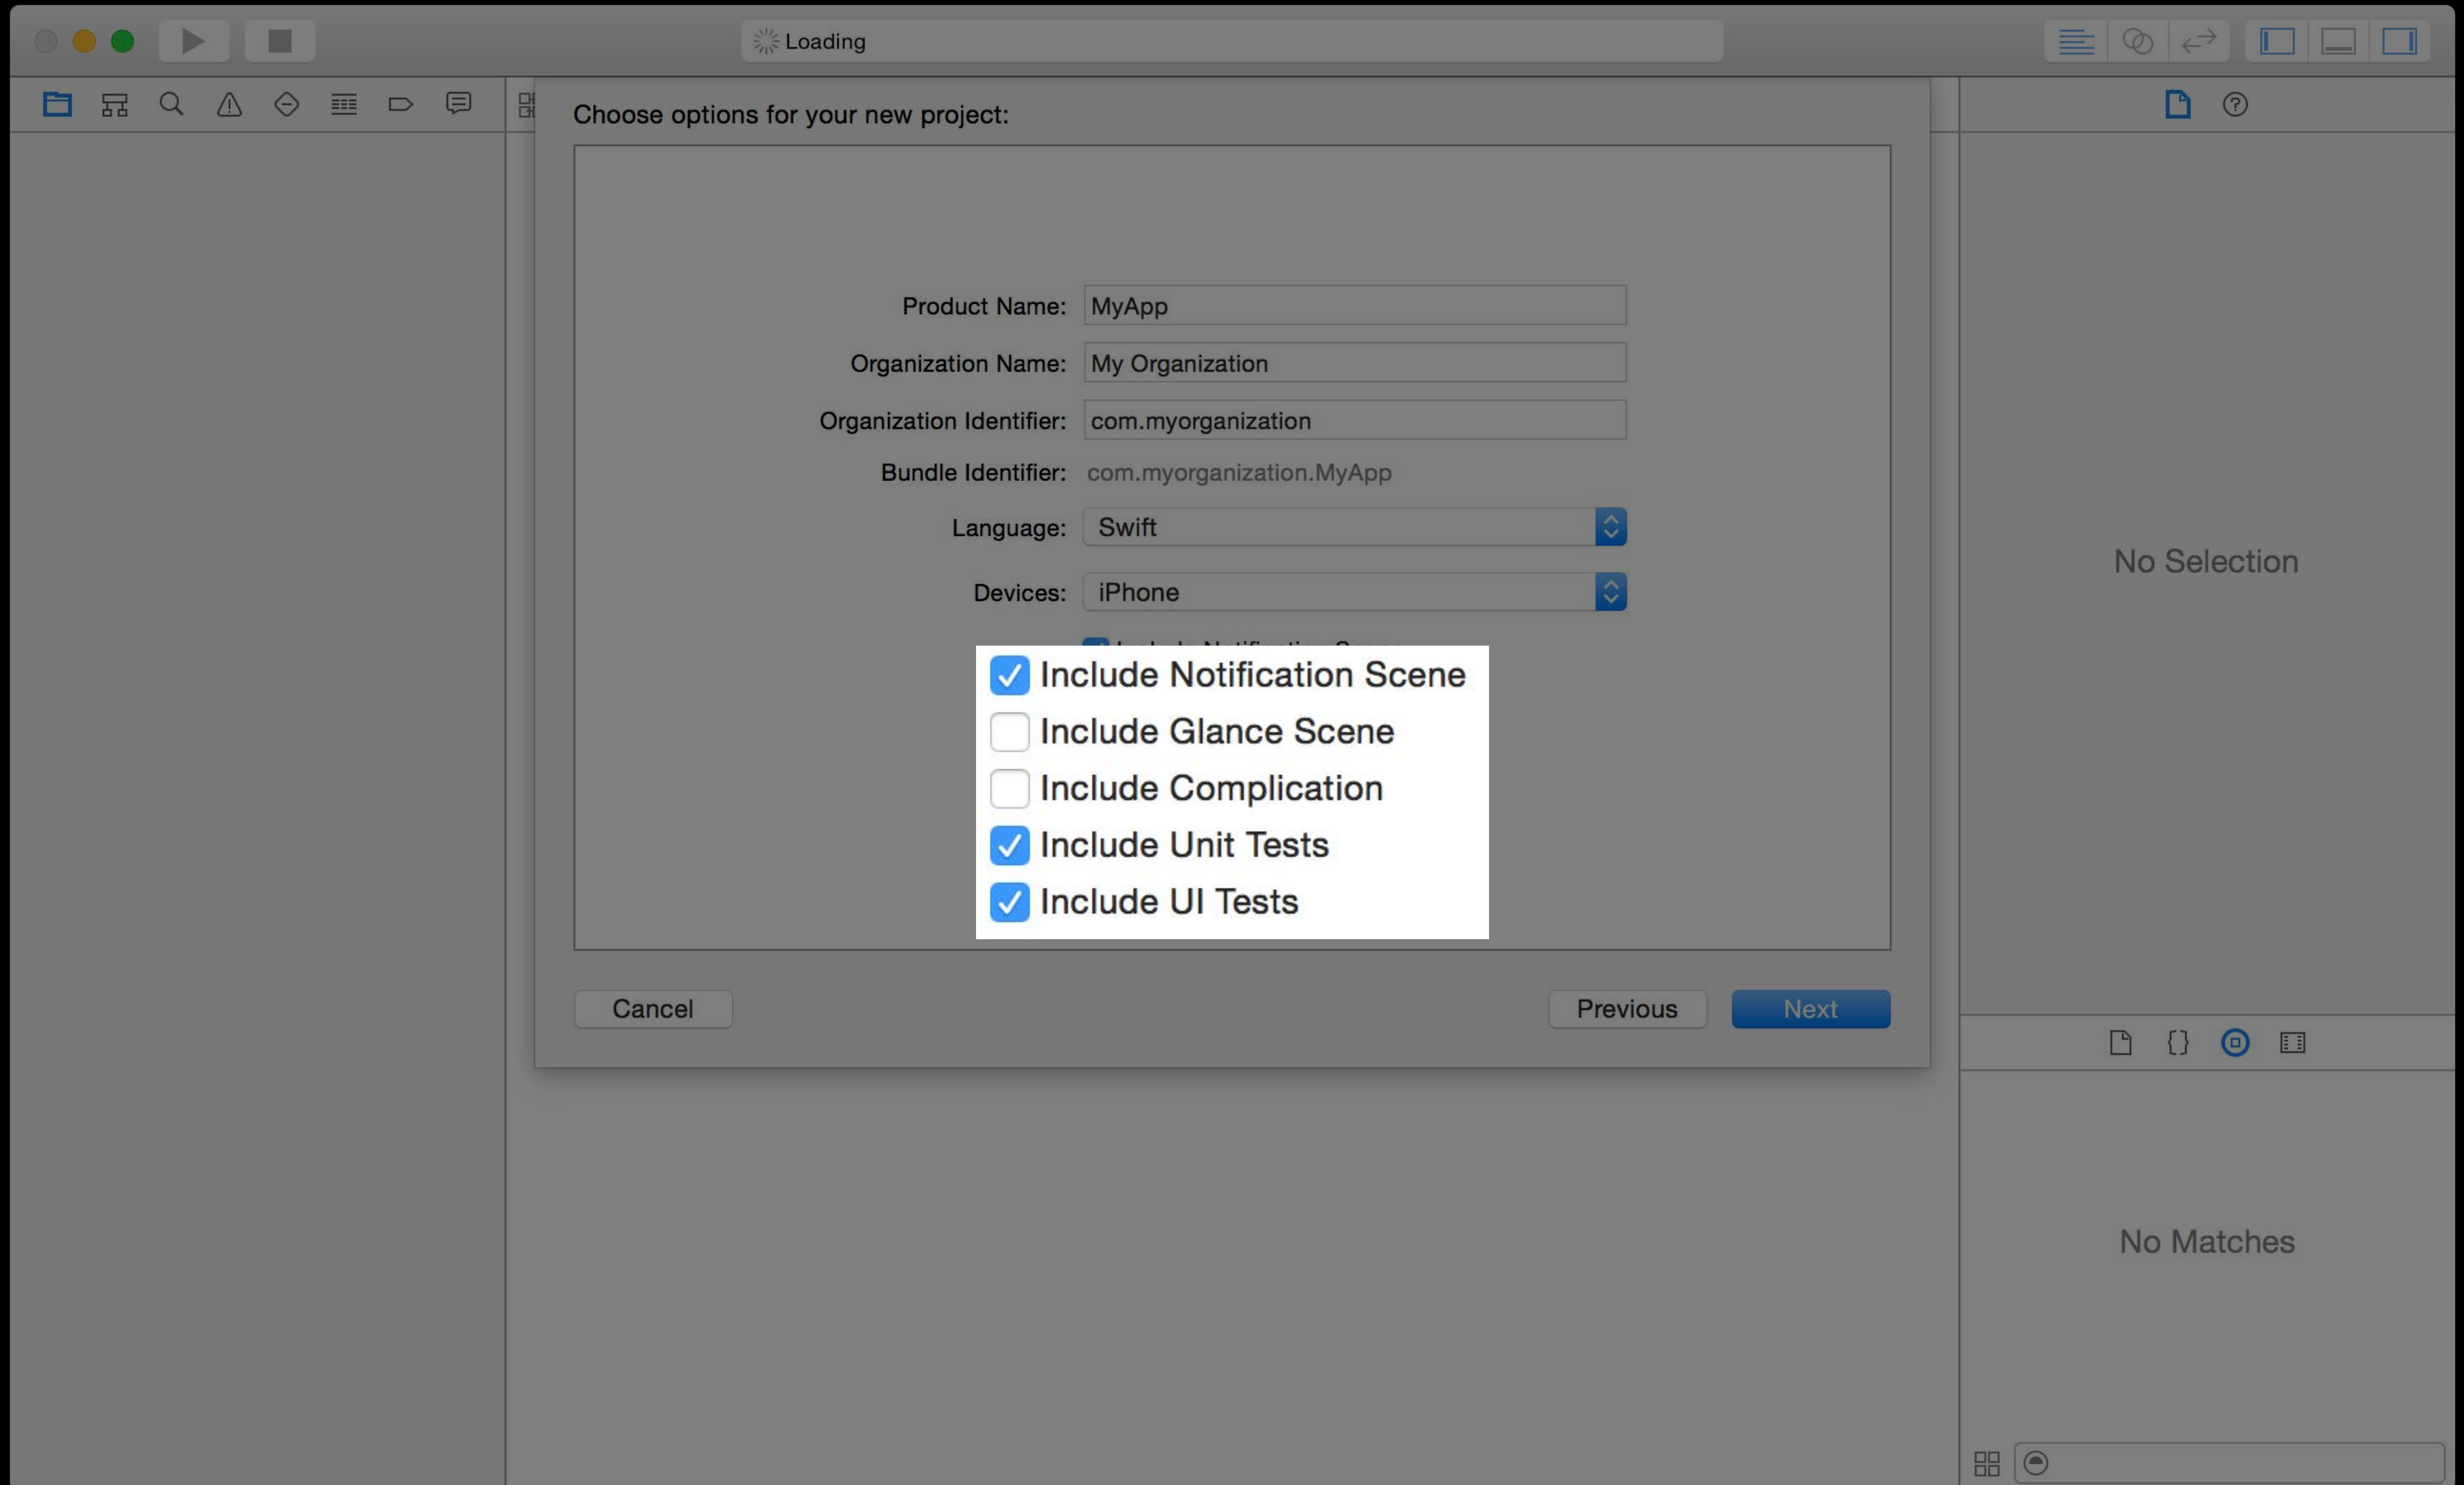 Loading
Choose options for your new project:
Product Name: MyApp
Organization Name: My Organization
Organization Identifier: com.myorganization
Bundle Identifier: com.myorganization.MyApp
Language: Swift
Devices: iPhone
Include Notification Scene
Include Glance Scene
Include Complication
Include Unit Tests
Include UI Tests
Cancel Previous Next
No Selection
No Matches